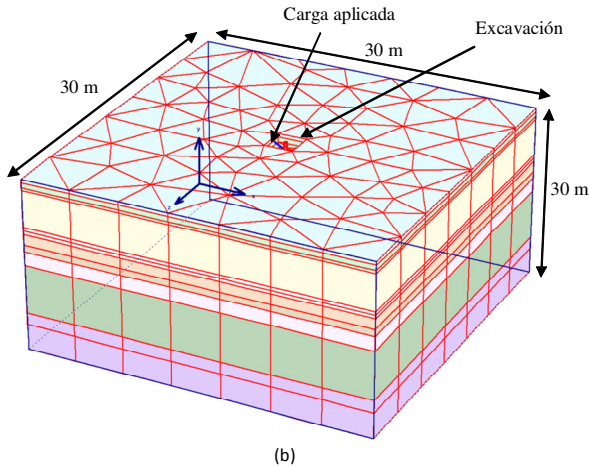 Carga aplicada
Excavación
30 m
30 m
30 m
y
x
z
(b)